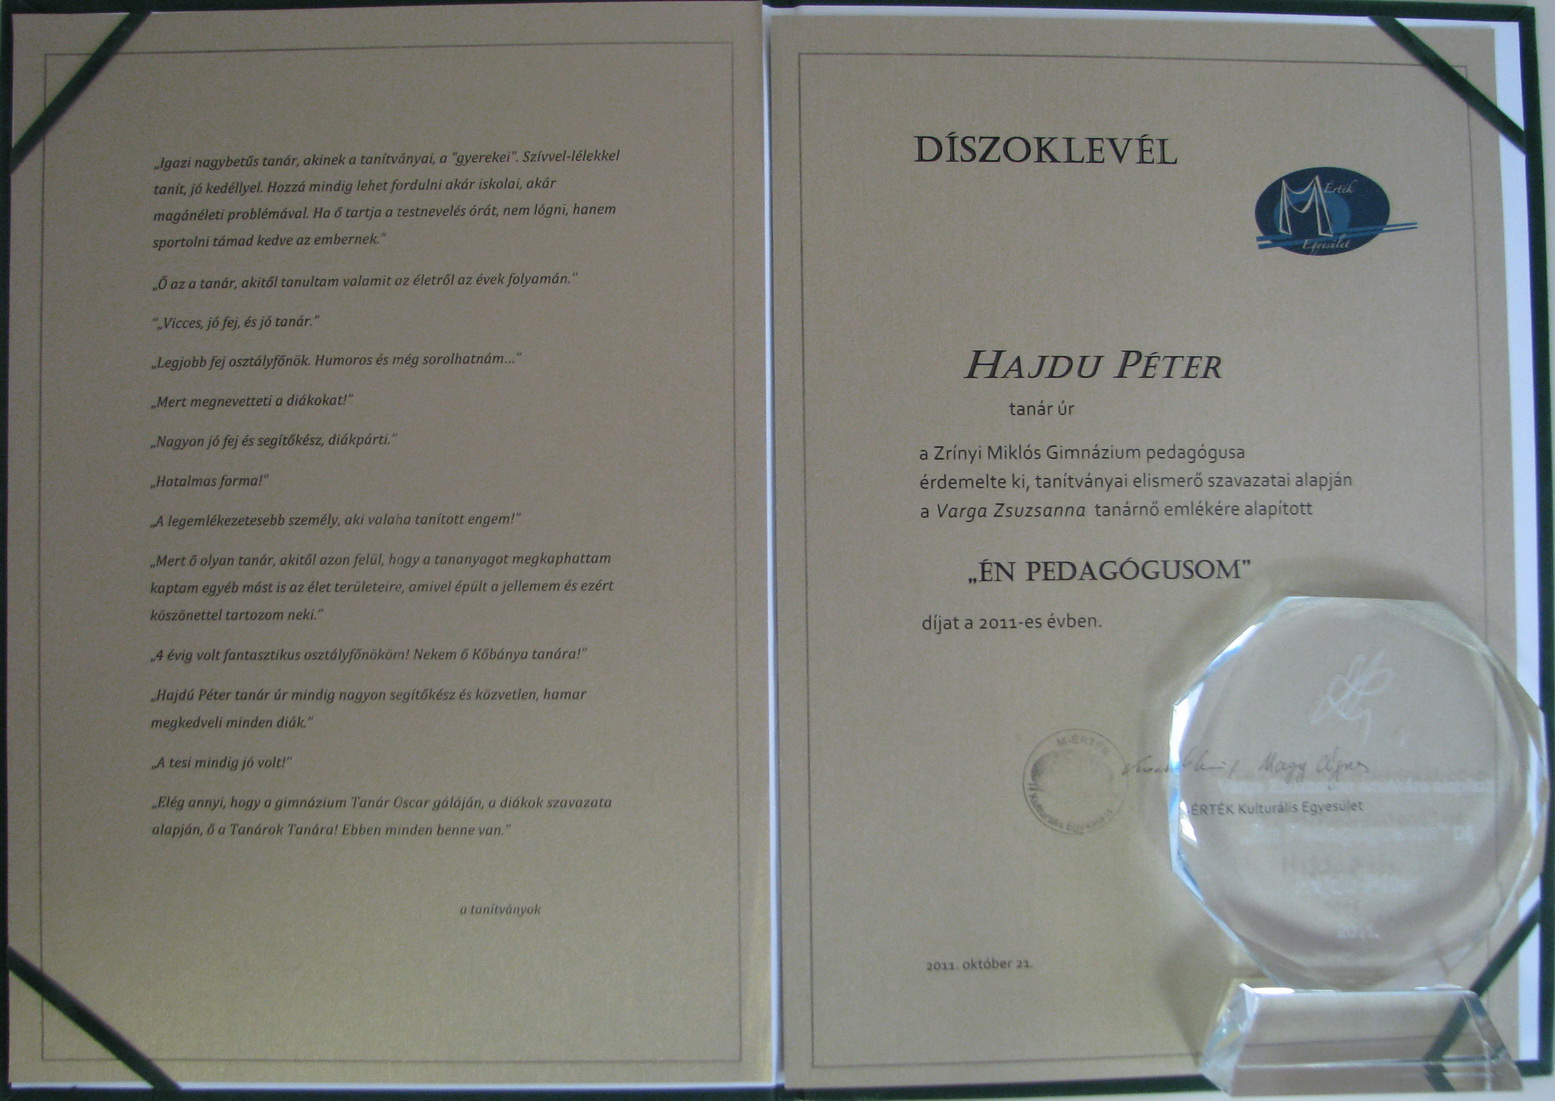 „Igazi nagybetűs tanár, akinek a tanítványai, a "gyerekei". Szívvel-lélekkel
tanít, jó kedéllyel. Hozzá mindig lehet fordulni akár iskolai, akár
magánéleti problémával. Ha ő tartja a testnevelés órát, nem lógni, hanem
sportolni támad kedve az embernek."
„Ő az a tanár, akitől tanultam valamit az életről az évek folyamán."
"„Vicces, jó fej, és jó tanár."
„Legjobb fej osztályfőnök. Humoros és még sorolhatnám..."
„Mert megnevetteti a diákokat!"
„Nagyon jó fej és segítőkész, diákpárti."
„Hatalmas forma!"
„A legemlékezetesebb személy, aki valaha tanított engem!"
„Mert ő olyan tanár, akitől azon felül, hogy a tananyagot megkaphattam
kaptam egyéb mást is az élet területeire, amivel épült a jellemem és ezért
köszönettel tartozom neki."
„4 évig volt fantasztikus osztályfőnököm! Nekem ő Kőbánya tanára!"
„Hajdú Péter tanár úr mindig nagyon segítőkész és közvetlen, hamar
megkedveli minden diák."
„A tesi mindig jó volt!"
„Elég annyi, hogy a gimnázium Tanár Oscar gáláján, a diákok szavazata
alapján, ő a Tanárok Tanára! Ebben minden benne van."
a tanítványok
DÍSZOKLEVÉL
Érték
Egyesület
HAJDU PÉTER
tanár úr
a Zrínyi Miklós Gimnázium pedagógusa
érdemelte ki, tanítványai elismerő szavazatai alapján
a Varga Zsuzsanna tanárnő emlékére alapított
„ÉN PEDAGÓGUSOM"
díjat a 2011-es évben.
M-ÉRTÉK
Kulturális Egyesület
Nagy Ágnes
ÉRTÉK Kulturális Egyesület
2011.
2011. október 21.